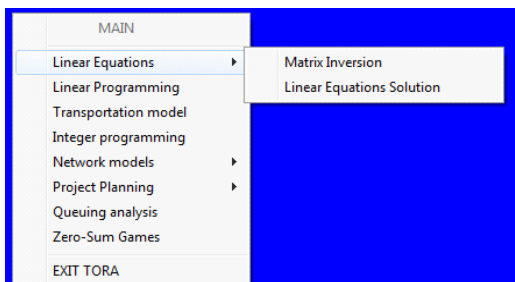 MAIN
Linear Equations
Matrix Inversion
Linear Programming
Linear Equations Solution
Transportation model
Integer programming
Network models
Project Planning
Queuing analysis
Zero-Sum Games
EXIT TORA